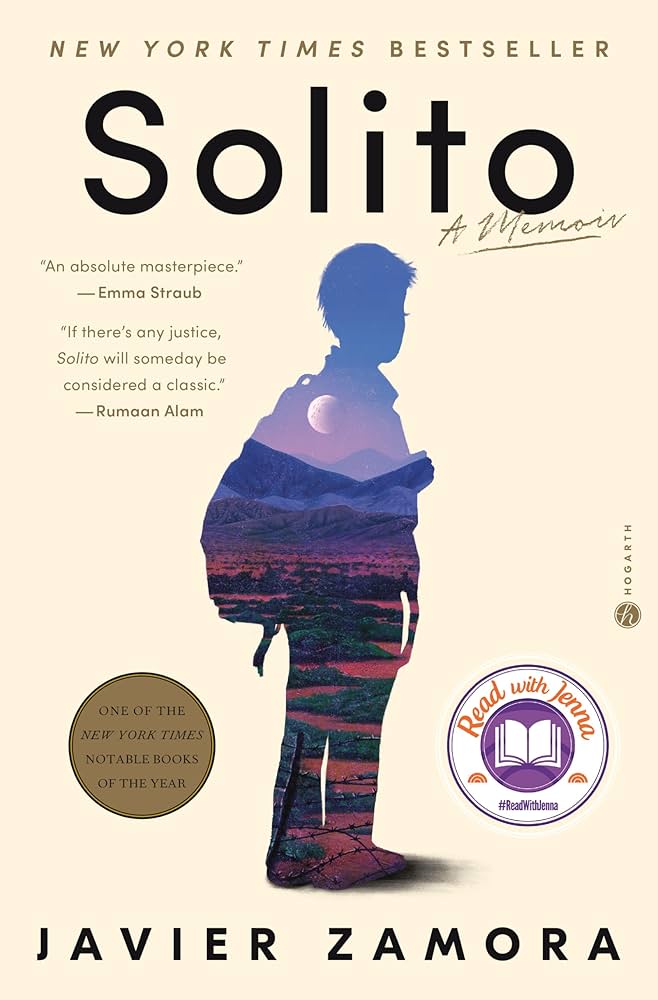 NEW YORK TIMES BESTSELLER
Solito
A Memoir
“An absolute masterpiece.”
—Emma Straub
“If there’s any justice,
Solito will someday be
considered a classic.”
—Rumaan Alam
HOGARTH
h
ONE OF THE
NEW YORK TIMES
NOTABLE BOOKS
OF THE YEAR
Read with Jenna
#ReadWithJenna
JAVIER ZAMORA